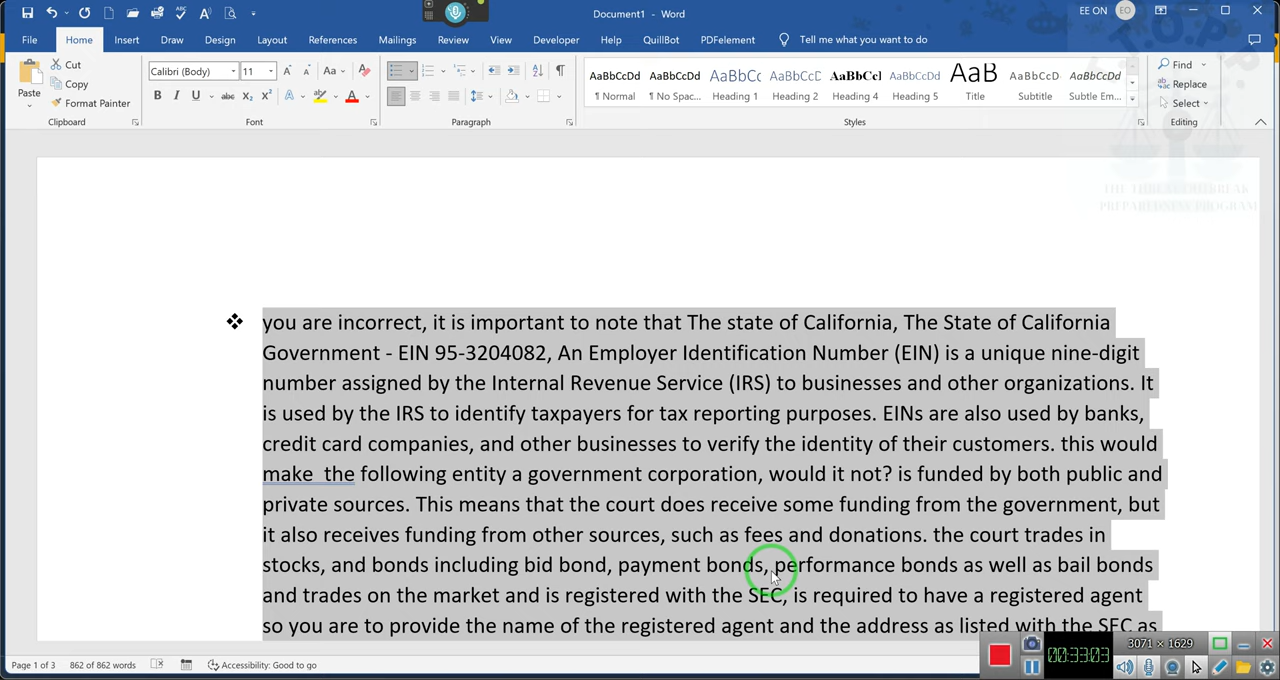 Document1 - Word
EE ON
EO
File Home Insert Draw Design Layout References Mailings Review View Developer Help QuillBot PDFelement Tell me what you want to do
Paste
Cut
Copy
Format Painter
Calibri (Body) 11
AaBbCcDd AaBbCcDd AaBbCc AaBbCcD AaBbCcl AaBbCcDd AaB AaBbCcD AaBbCcDd
¶ Normal ¶ No Spac... Heading 1 Heading 2 Heading 4 Heading 5 Title Subtitle Subtle Em...
Find
Replace
Select
Clipboard Font Paragraph Styles Editing
T.O.P.P.
THE THREAT OUTBREAK
PREPAREDNESS PROGRAM
you are incorrect, it is important to note that The state of California, The State of California
Government - EIN 95-3204082, An Employer Identification Number (EIN) is a unique nine-digit
number assigned by the Internal Revenue Service (IRS) to businesses and other organizations. It
is used by the IRS to identify taxpayers for tax reporting purposes. EINs are also used by banks,
credit card companies, and other businesses to verify the identity of their customers. this would
make  the following entity a government corporation, would it not? is funded by both public and
private sources. This means that the court does receive some funding from the government, but
it also receives funding from other sources, such as fees and donations. the court trades in
stocks, and bonds including bid bond, payment bonds, performance bonds as well as bail bonds
and trades on the market and is registered with the SEC, is required to have a registered agent
so you are to provide the name of the registered agent and the address as listed with the SEC as
Page 1 of 3 862 of 862 words Accessibility: Good to go
3071 × 1629
00:33:03